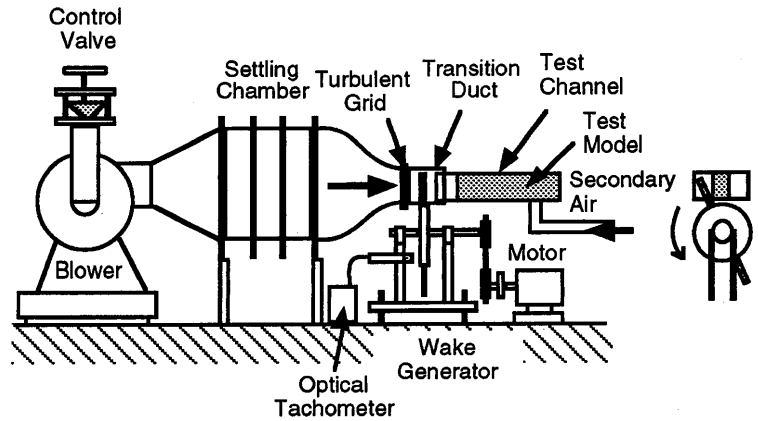 Control
Valve
Settling
Chamber
Turbulent
Grid
Transition
Duct
Test
Channel
Test
Model
Secondary
Air
Blower
Motor
Wake
Generator
Optical
Tachometer